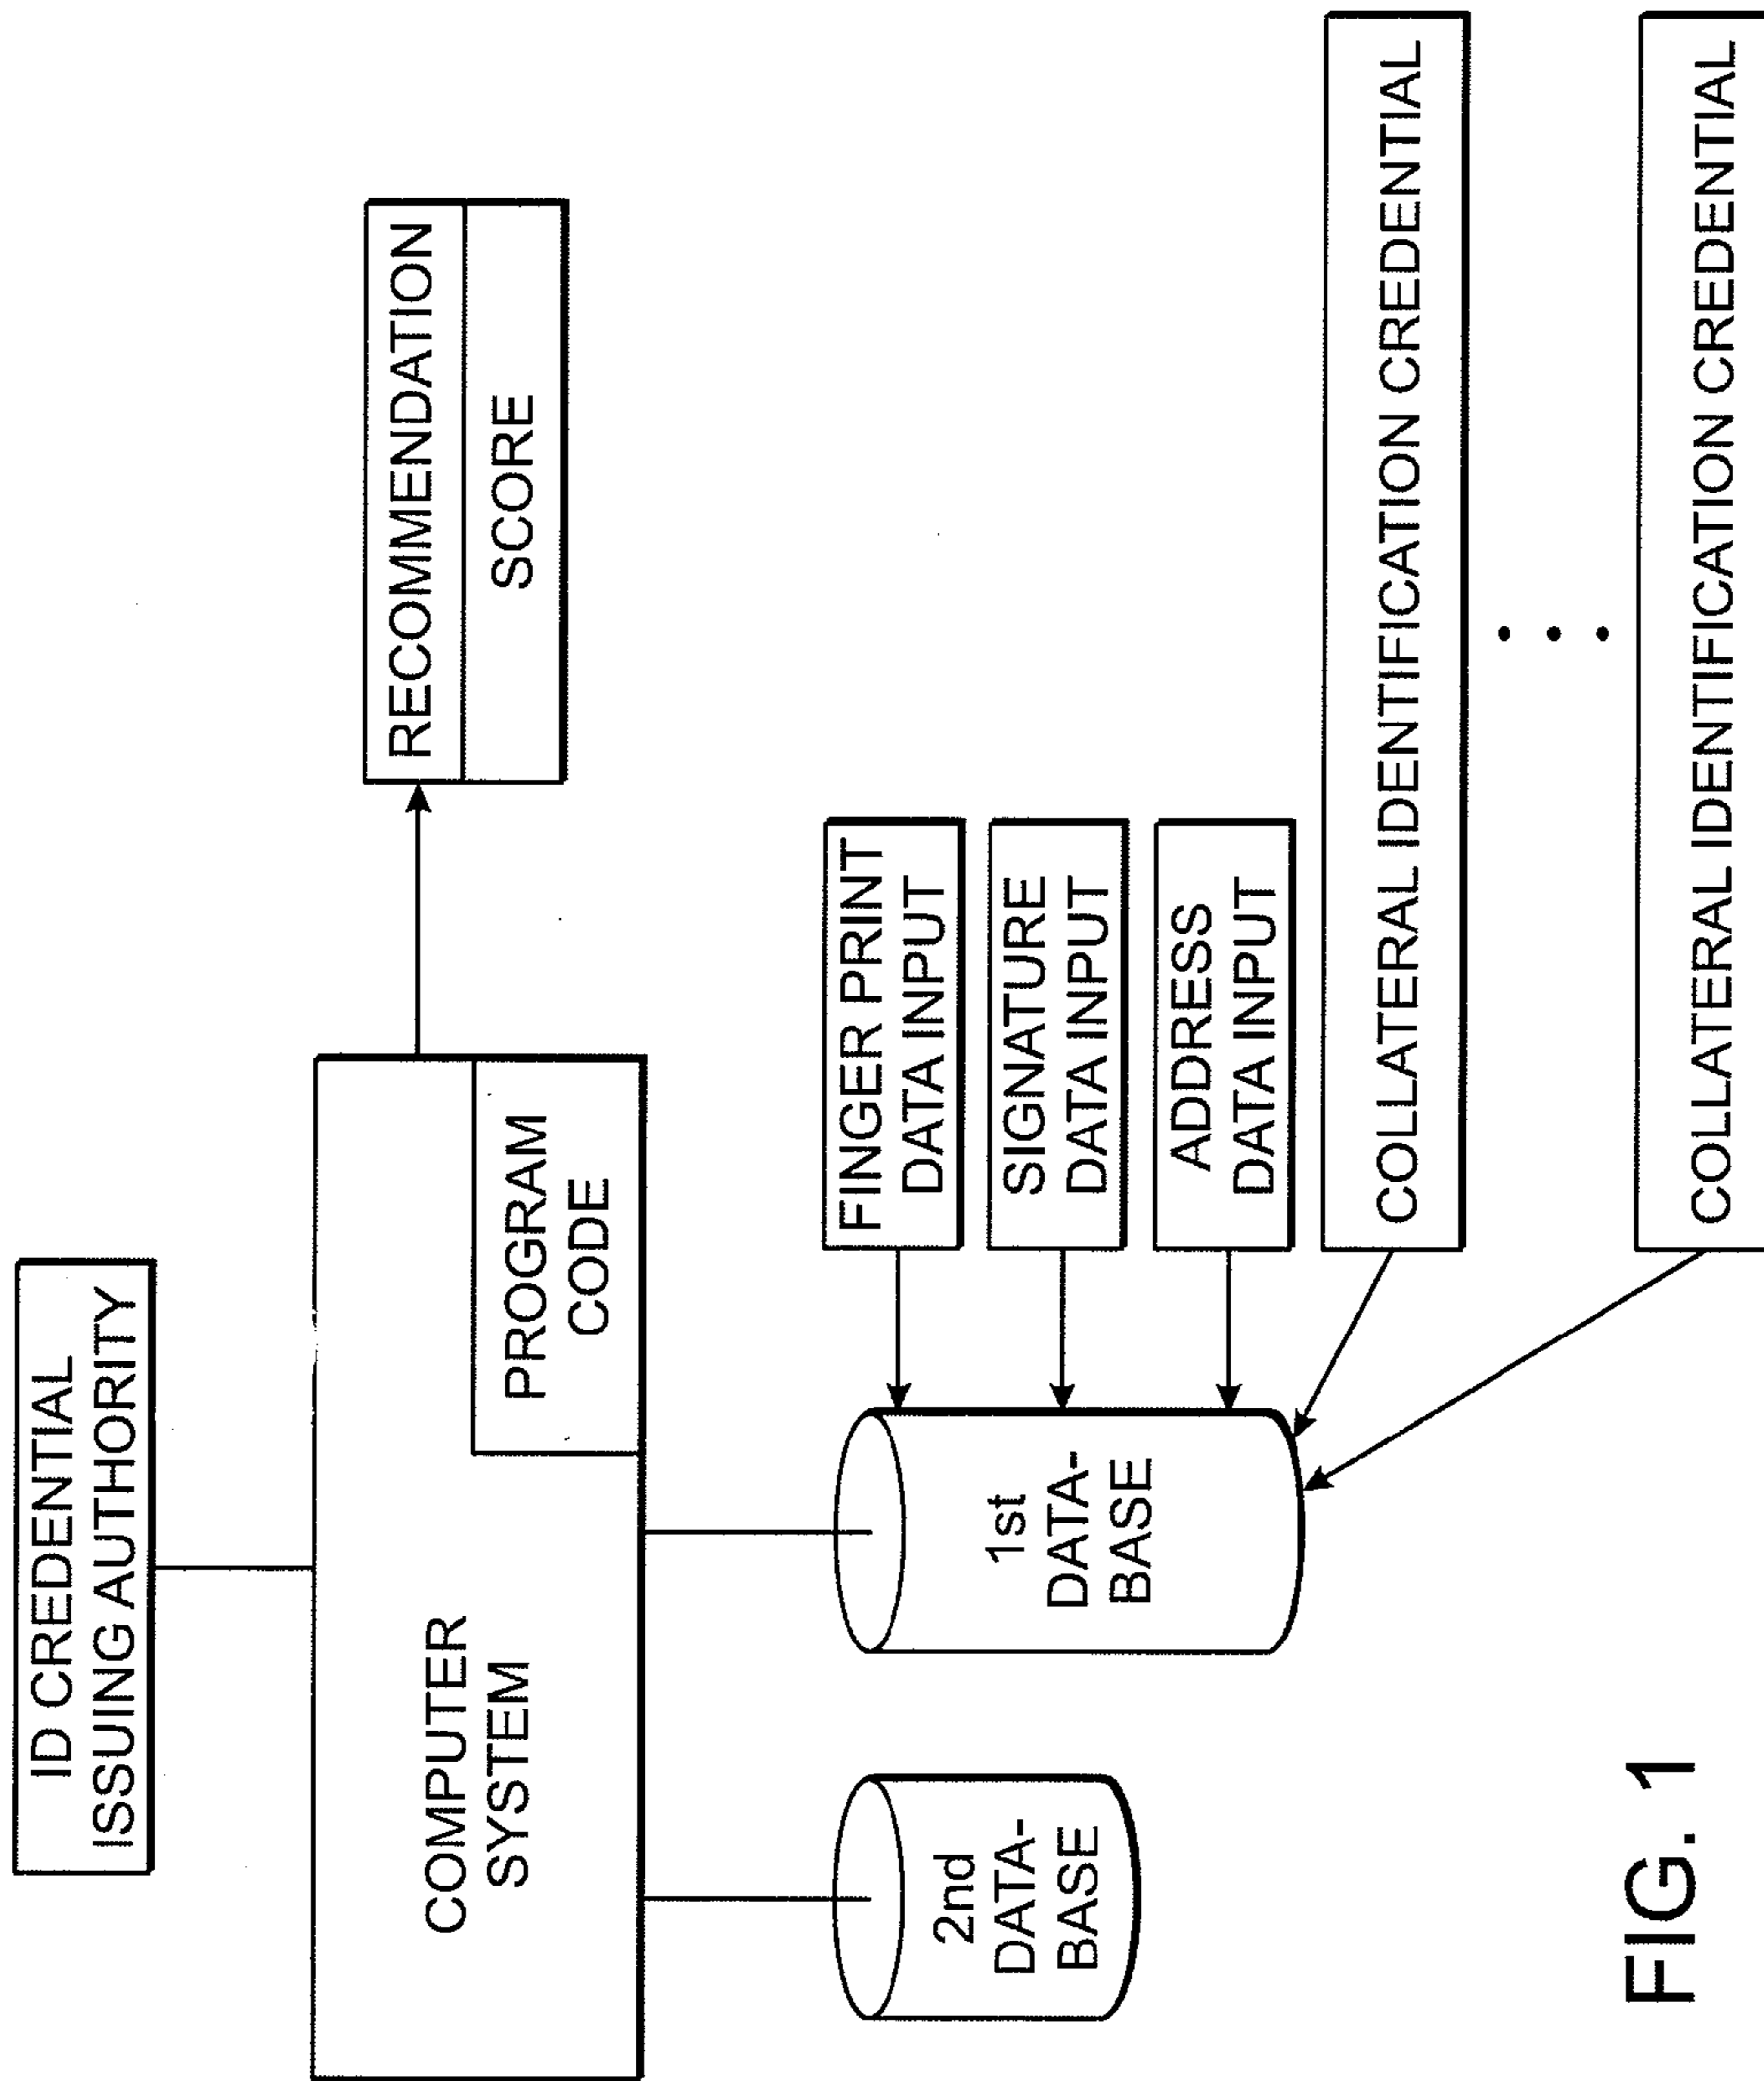 ID CREDENTIAL
ISSUING AUTHORITY
COMPUTER
SYSTEM
PROGRAM
CODE
RECOMMENDATION
SCORE
2nd
DATA-
BASE
1st
DATA-
BASE
FINGER PRINT
DATA INPUT
SIGNATURE
DATA INPUT
ADDRESS
DATA INPUT
COLLATERAL IDENTIFICATION CREDENTIAL
• • •
COLLATERAL IDENTIFICATION CREDENTIAL
FIG. 1